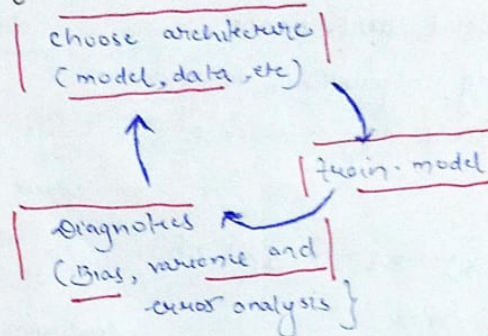 choose architecture
(model, data, etc)
train-model
Diagnotics
(Bias, variance and
error analysis }